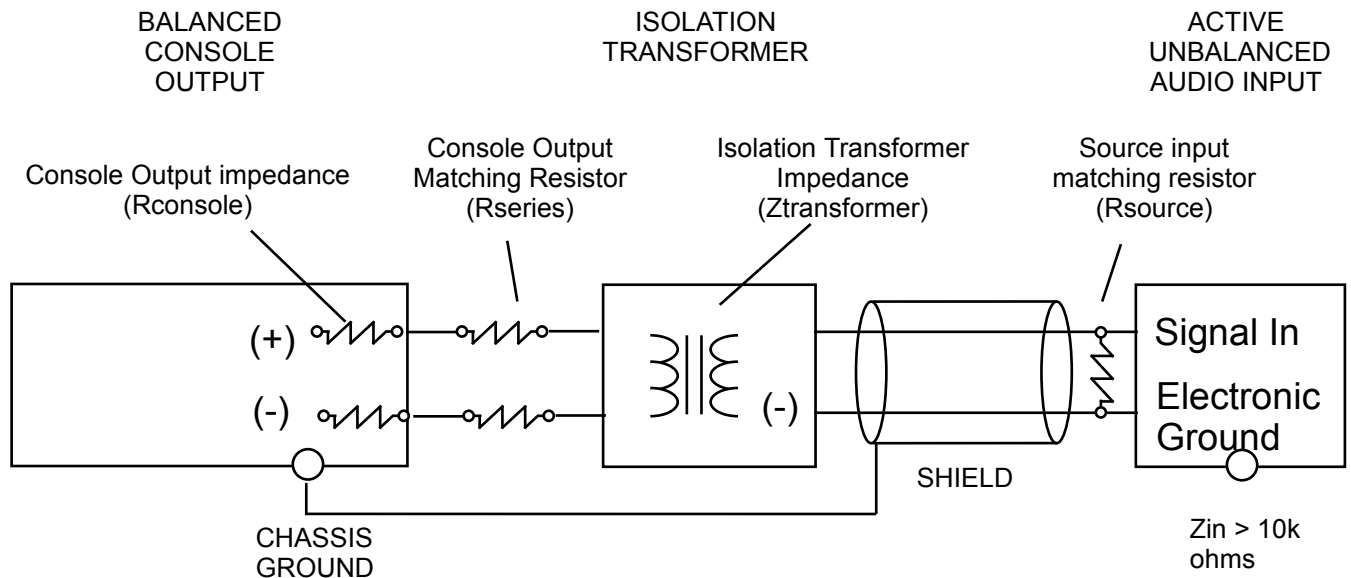 BALANCED
CONSOLE
OUTPUT
ISOLATION
TRANSFORMER
ACTIVE
UNBALANCED
AUDIO INPUT
Console Output impedance
(Rconsole)
Console Output
Matching Resistor
(Rseries)
Isolation Transformer
Impedance
(Ztransformer)
Source input
matching resistor
(Rsource)
(+)
(-)
(-)
Signal In
Electronic
Ground
SHIELD
CHASSIS
GROUND
Zin > 10k
ohms